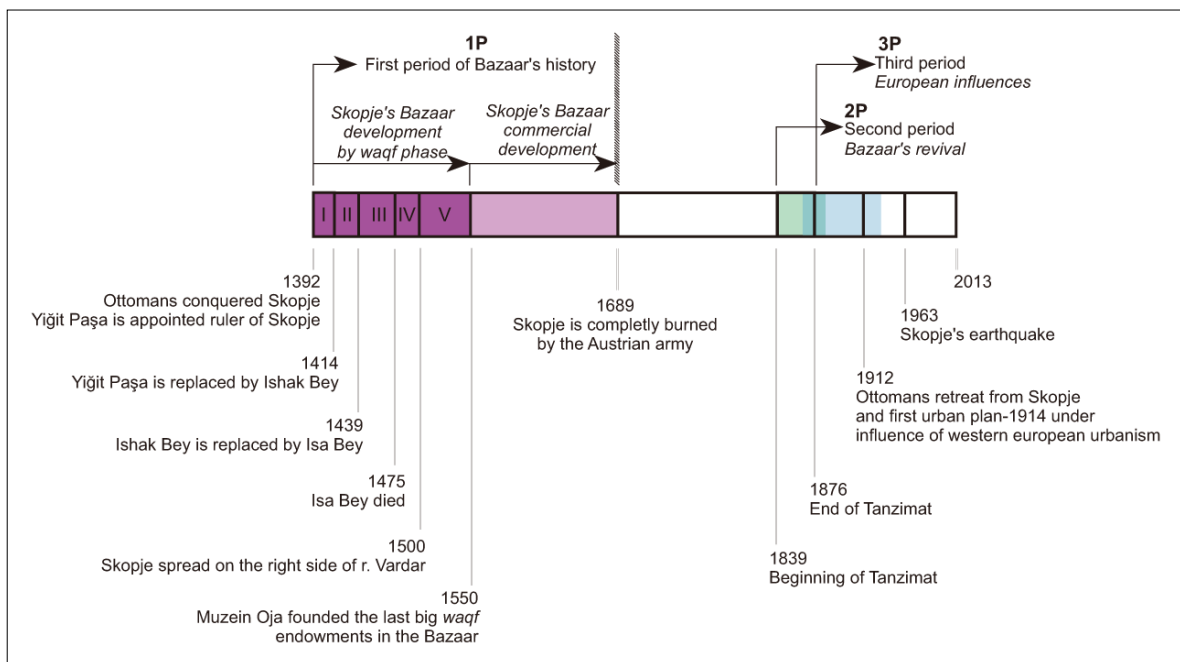 1P
First period of Bazaar's history
Skopje's Bazaar
development
by waqf phase
Skopje's Bazaar
commercial
development
3P
Third period
European influences
2P
Second period
Bazaar's revival
I II III IV V
1392
Ottomans conquered Skopje
Yiğit Paşa is appointed ruler of Skopje
1414
Yiğit Paşa is replaced by Ishak Bey
1439
Ishak Bey is replaced by Isa Bey
1475
Isa Bey died
1500
Skopje spread on the right side of r. Vardar
1550
Muzein Oja founded the last big waqf
endowments in the Bazaar
1689
Skopje is completly burned
by the Austrian army
1839
Beginning of Tanzimat
1876
End of Tanzimat
1912
Ottomans retreat from Skopje
and first urban plan-1914 under
influence of western european urbanism
1963
Skopje's earthquake
2013